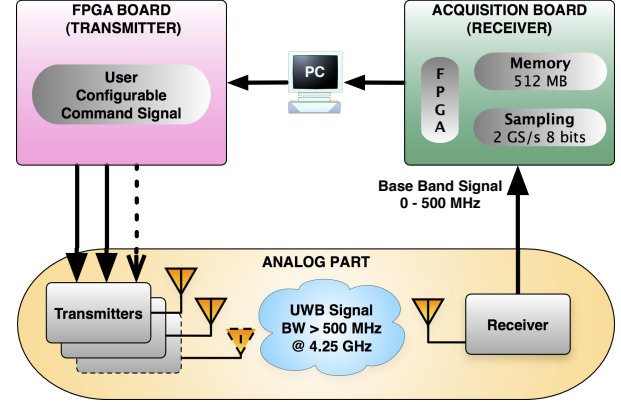 FPGA BOARD
(TRANSMITTER)
User
Configurable
Command Signal
PC
ACQUISITION BOARD
(RECEIVER)
F
P
G
A
Memory
512 MB
Sampling
2 GS/s 8 bits
Base Band Signal
0 - 500 MHz
ANALOG PART
Transmitters
UWB Signal
BW > 500 MHz
@ 4.25 GHz
Receiver